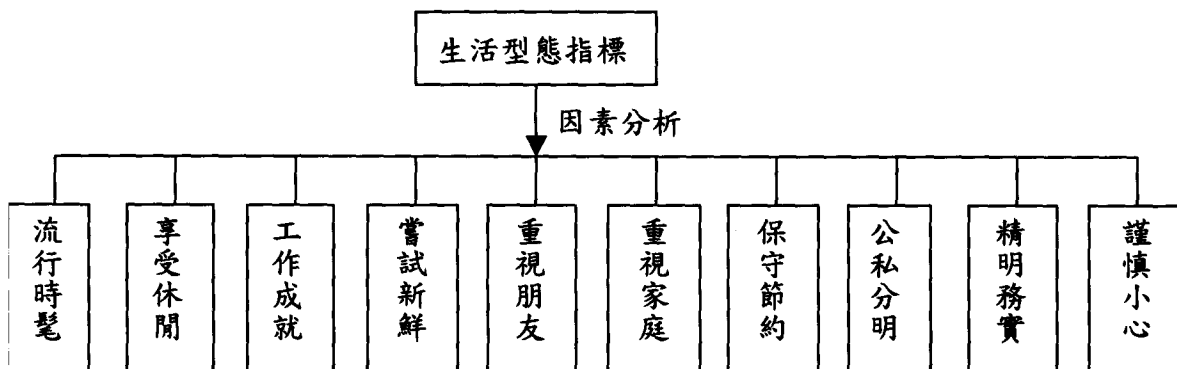 生活型態指標
因素分析
流行時髦
享受休閒
工作成就
嘗試新鮮
重視朋友
重視家庭
保守節約
公私分明
精明務實
謹慎小心